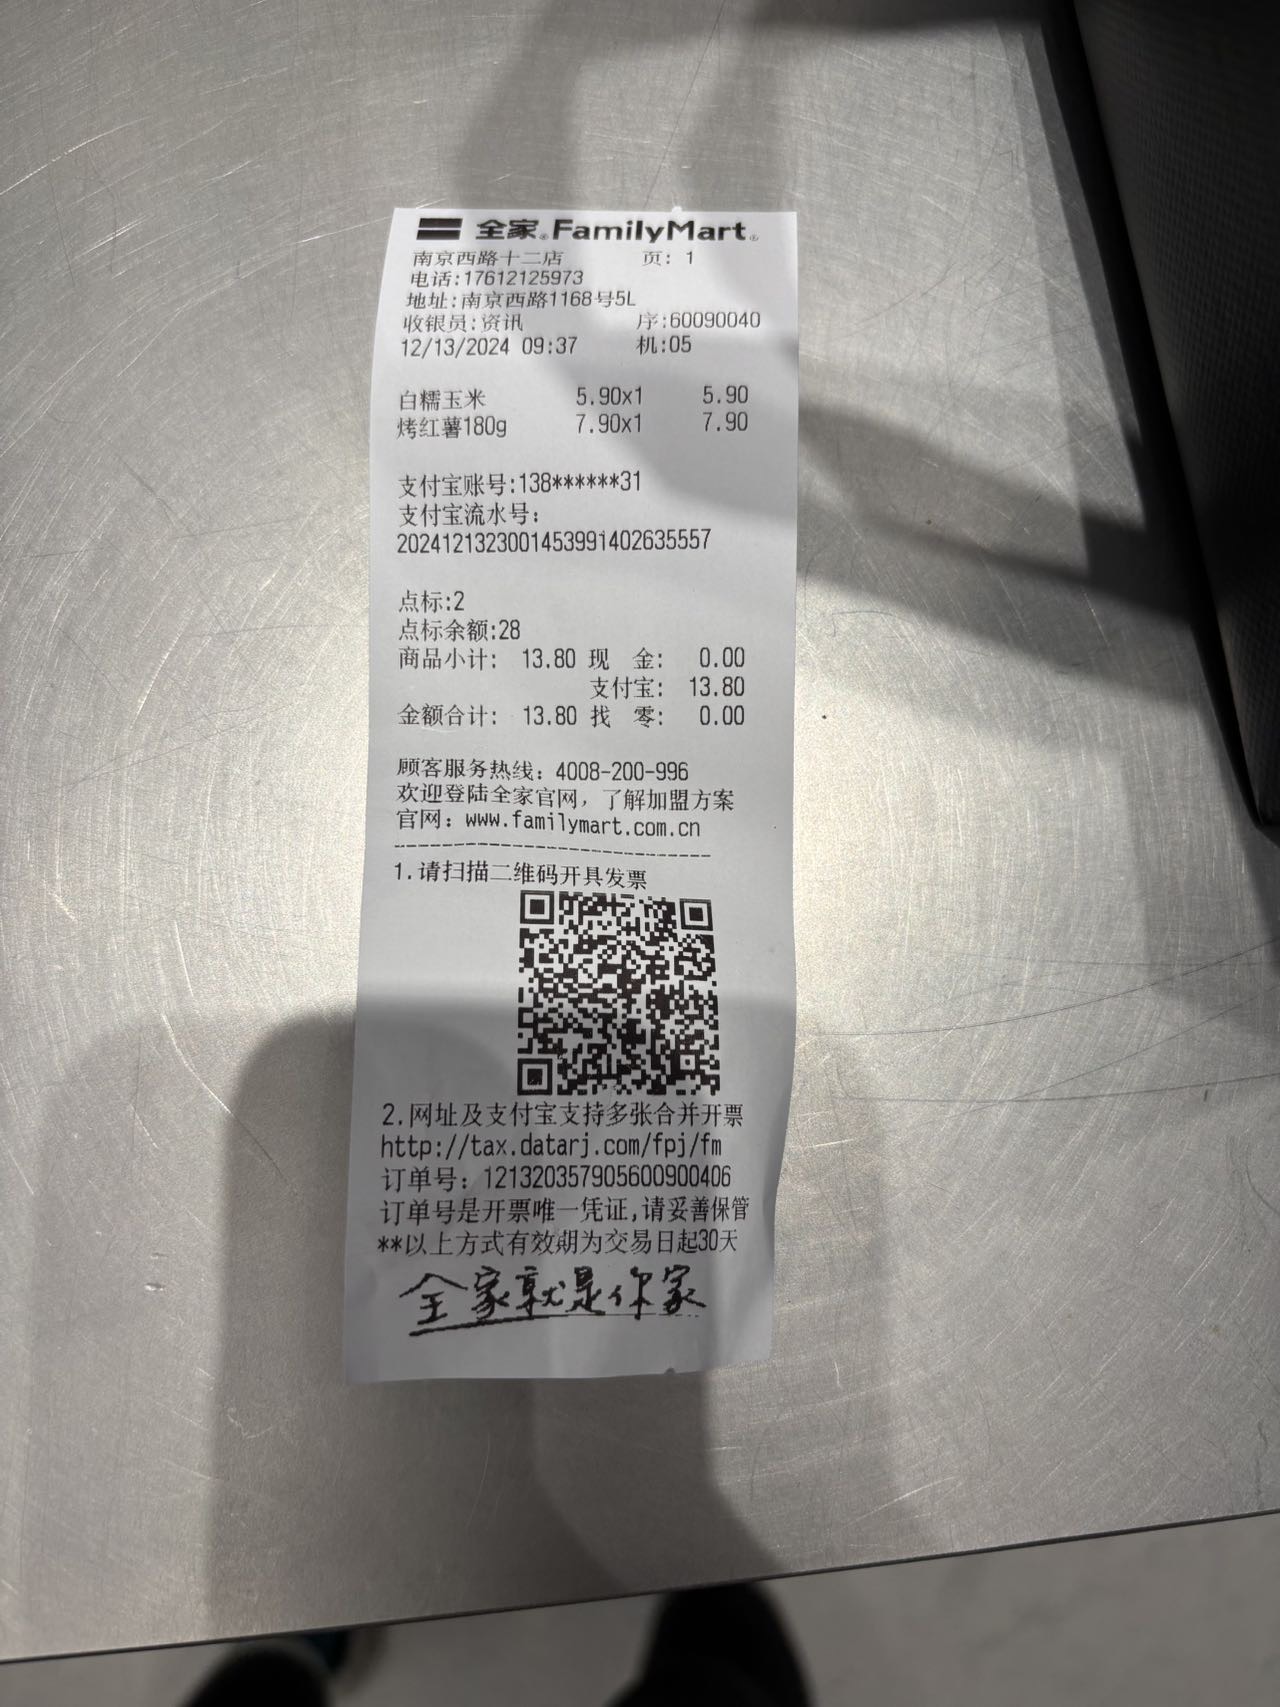 全家 FamilyMart
南京西路十二店 页: 1
电话:17612125973
地址:南京西路1168号5L
收银员:资讯 序:60090040
12/13/2024 09:37 机:05
白糯玉米 5.90x1 5.90
烤红薯180g 7.90x1 7.90
支付宝账号:138******31
支付宝流水号:
2024121323001453991402635557
点标:2
点标余额:28
商品小计: 13.80 现 金: 0.00
支付宝: 13.80
金额合计: 13.80 找 零: 0.00
顾客服务热线: 4008-200-996
欢迎登陆全家官网，了解加盟方案
官网: www.familymart.com.cn
1.请扫描二维码开具发票
2.网址及支付宝支持多张合并开票
http://tax.datarj.com/fpj/fm
订单号: 1213203579056009004​06
订单号是开票唯一凭证,请妥善保管
**以上方式有效期为交易日起30天
全家就是你家